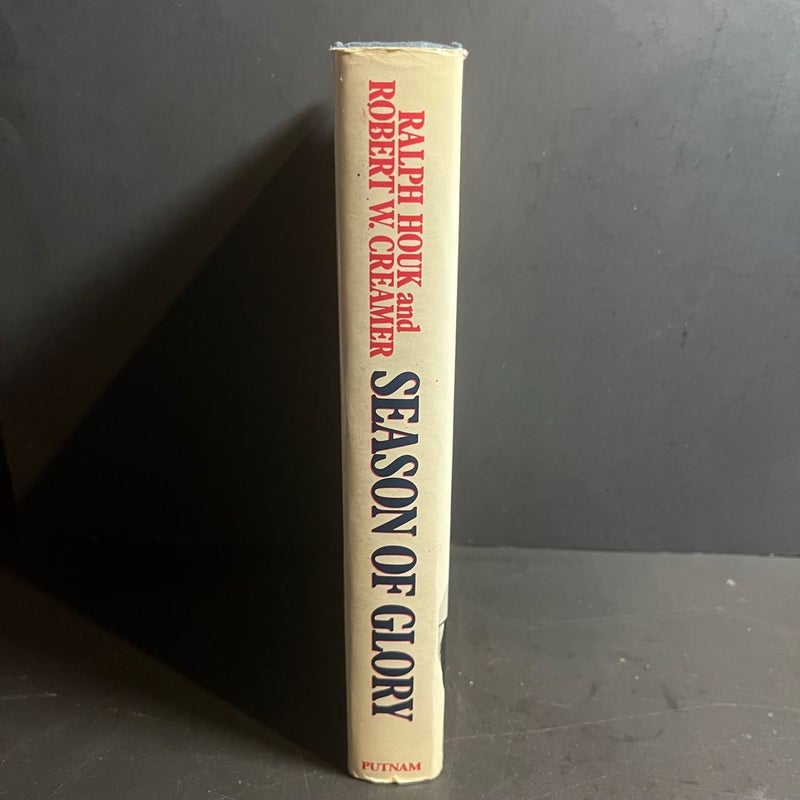 RALPH HOUK and
ROBERT W. CREAMER
SEASON OF GLORY
PUTNAM